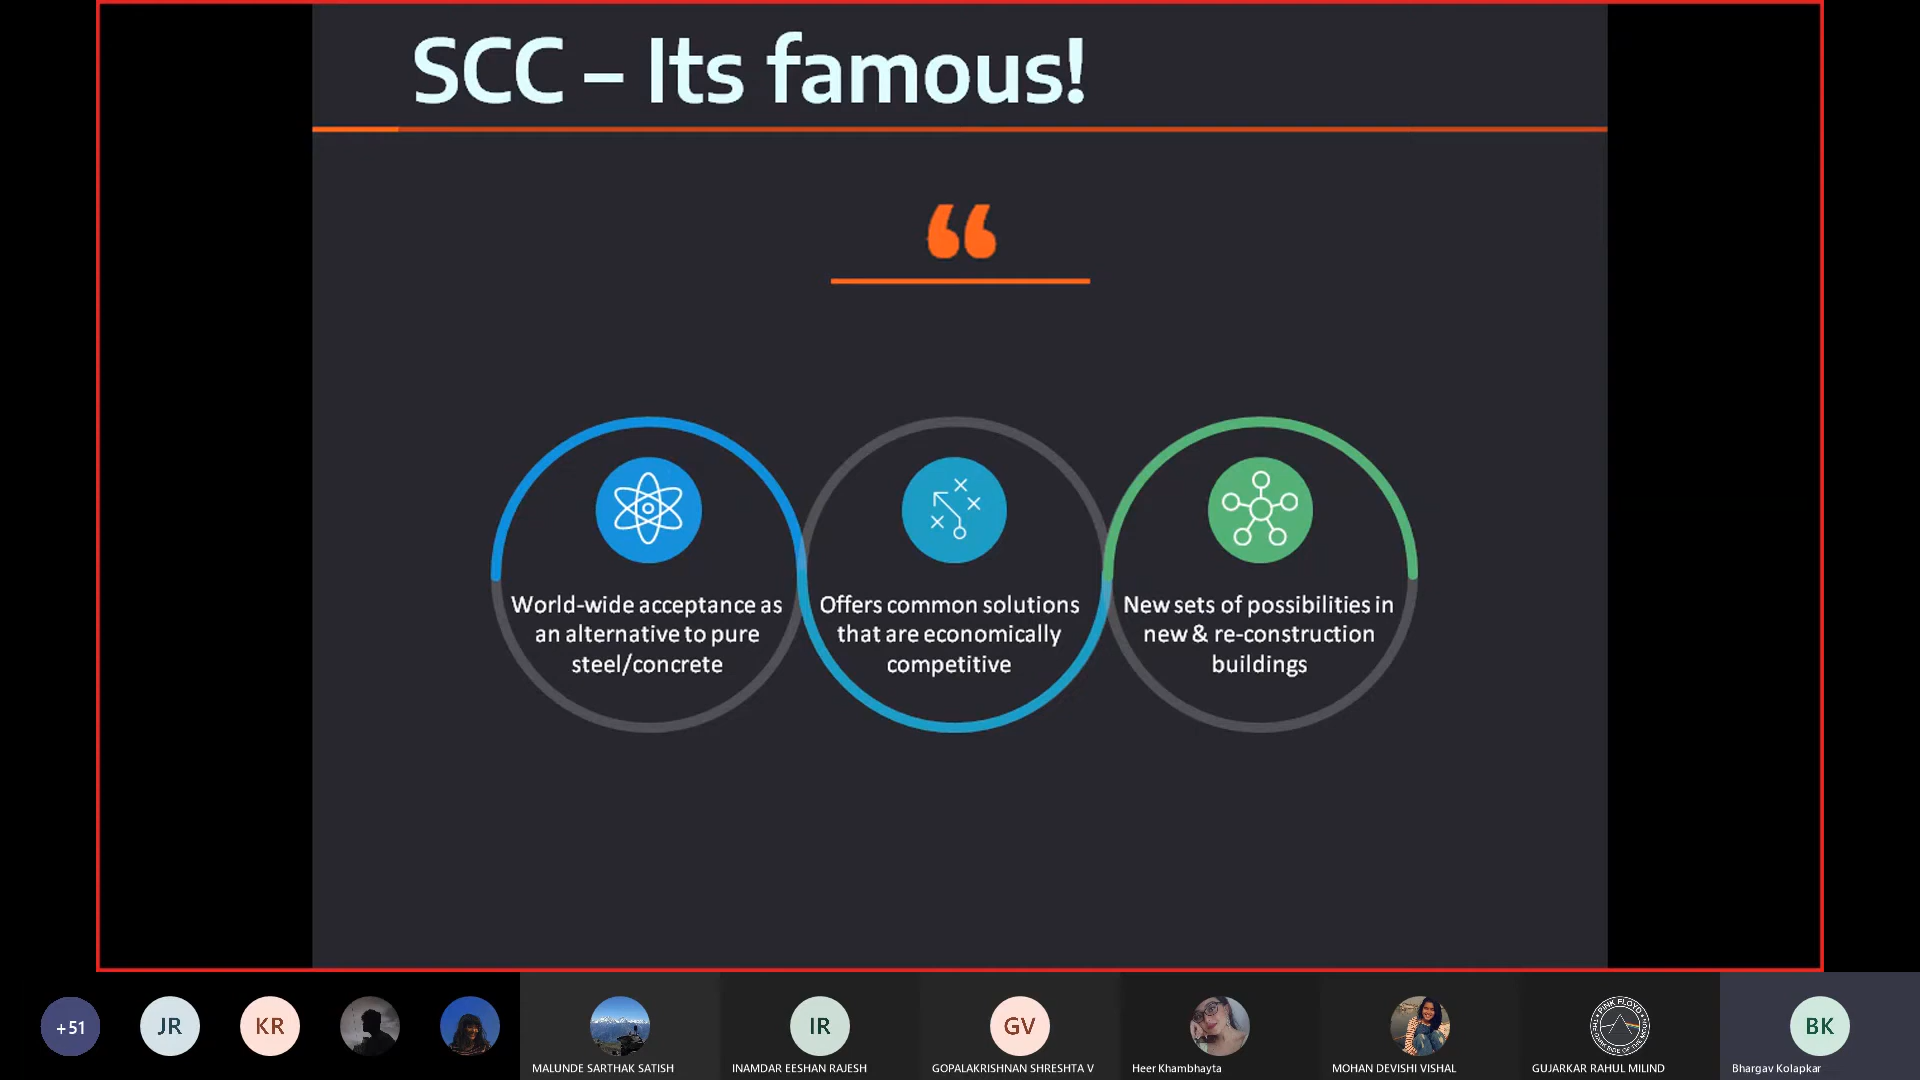 SCC – Its famous!
“
World-wide acceptance as
an alternative to pure
steel/concrete
Offers common solutions
that are economically
competitive
New sets of possibilities in
new & re-construction
buildings
+51
JR
KR
IR
GV
PINK FLOYD
BK
MALUNDE SARTHAK SATISH
INAMDAR EESHAN RAJESH
GOPALAKRISHNAN SHRESHTA V
Heer Khambhayta
MOHAN DEVISHI VISHAL
GUJARKAR RAHUL MILIND
Bhargav Kolapkar